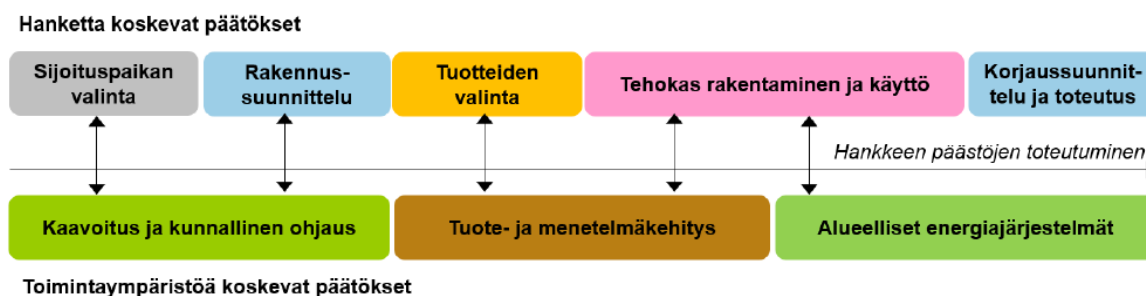 Hanketta koskevat päätökset
Sijoituspaikan
valinta
Rakennus-
suunnittelu
Tuotteiden
valinta
Tehokas rakentaminen ja käyttö
Korjaussuunnit-
telu ja toteutus
Hankkeen päästöjen toteutuminen
Kaavoitus ja kunnallinen ohjaus
Tuote- ja menetelmäkehitys
Alueelliset energiajärjestelmät
Toimintaympäristöä koskevat päätökset